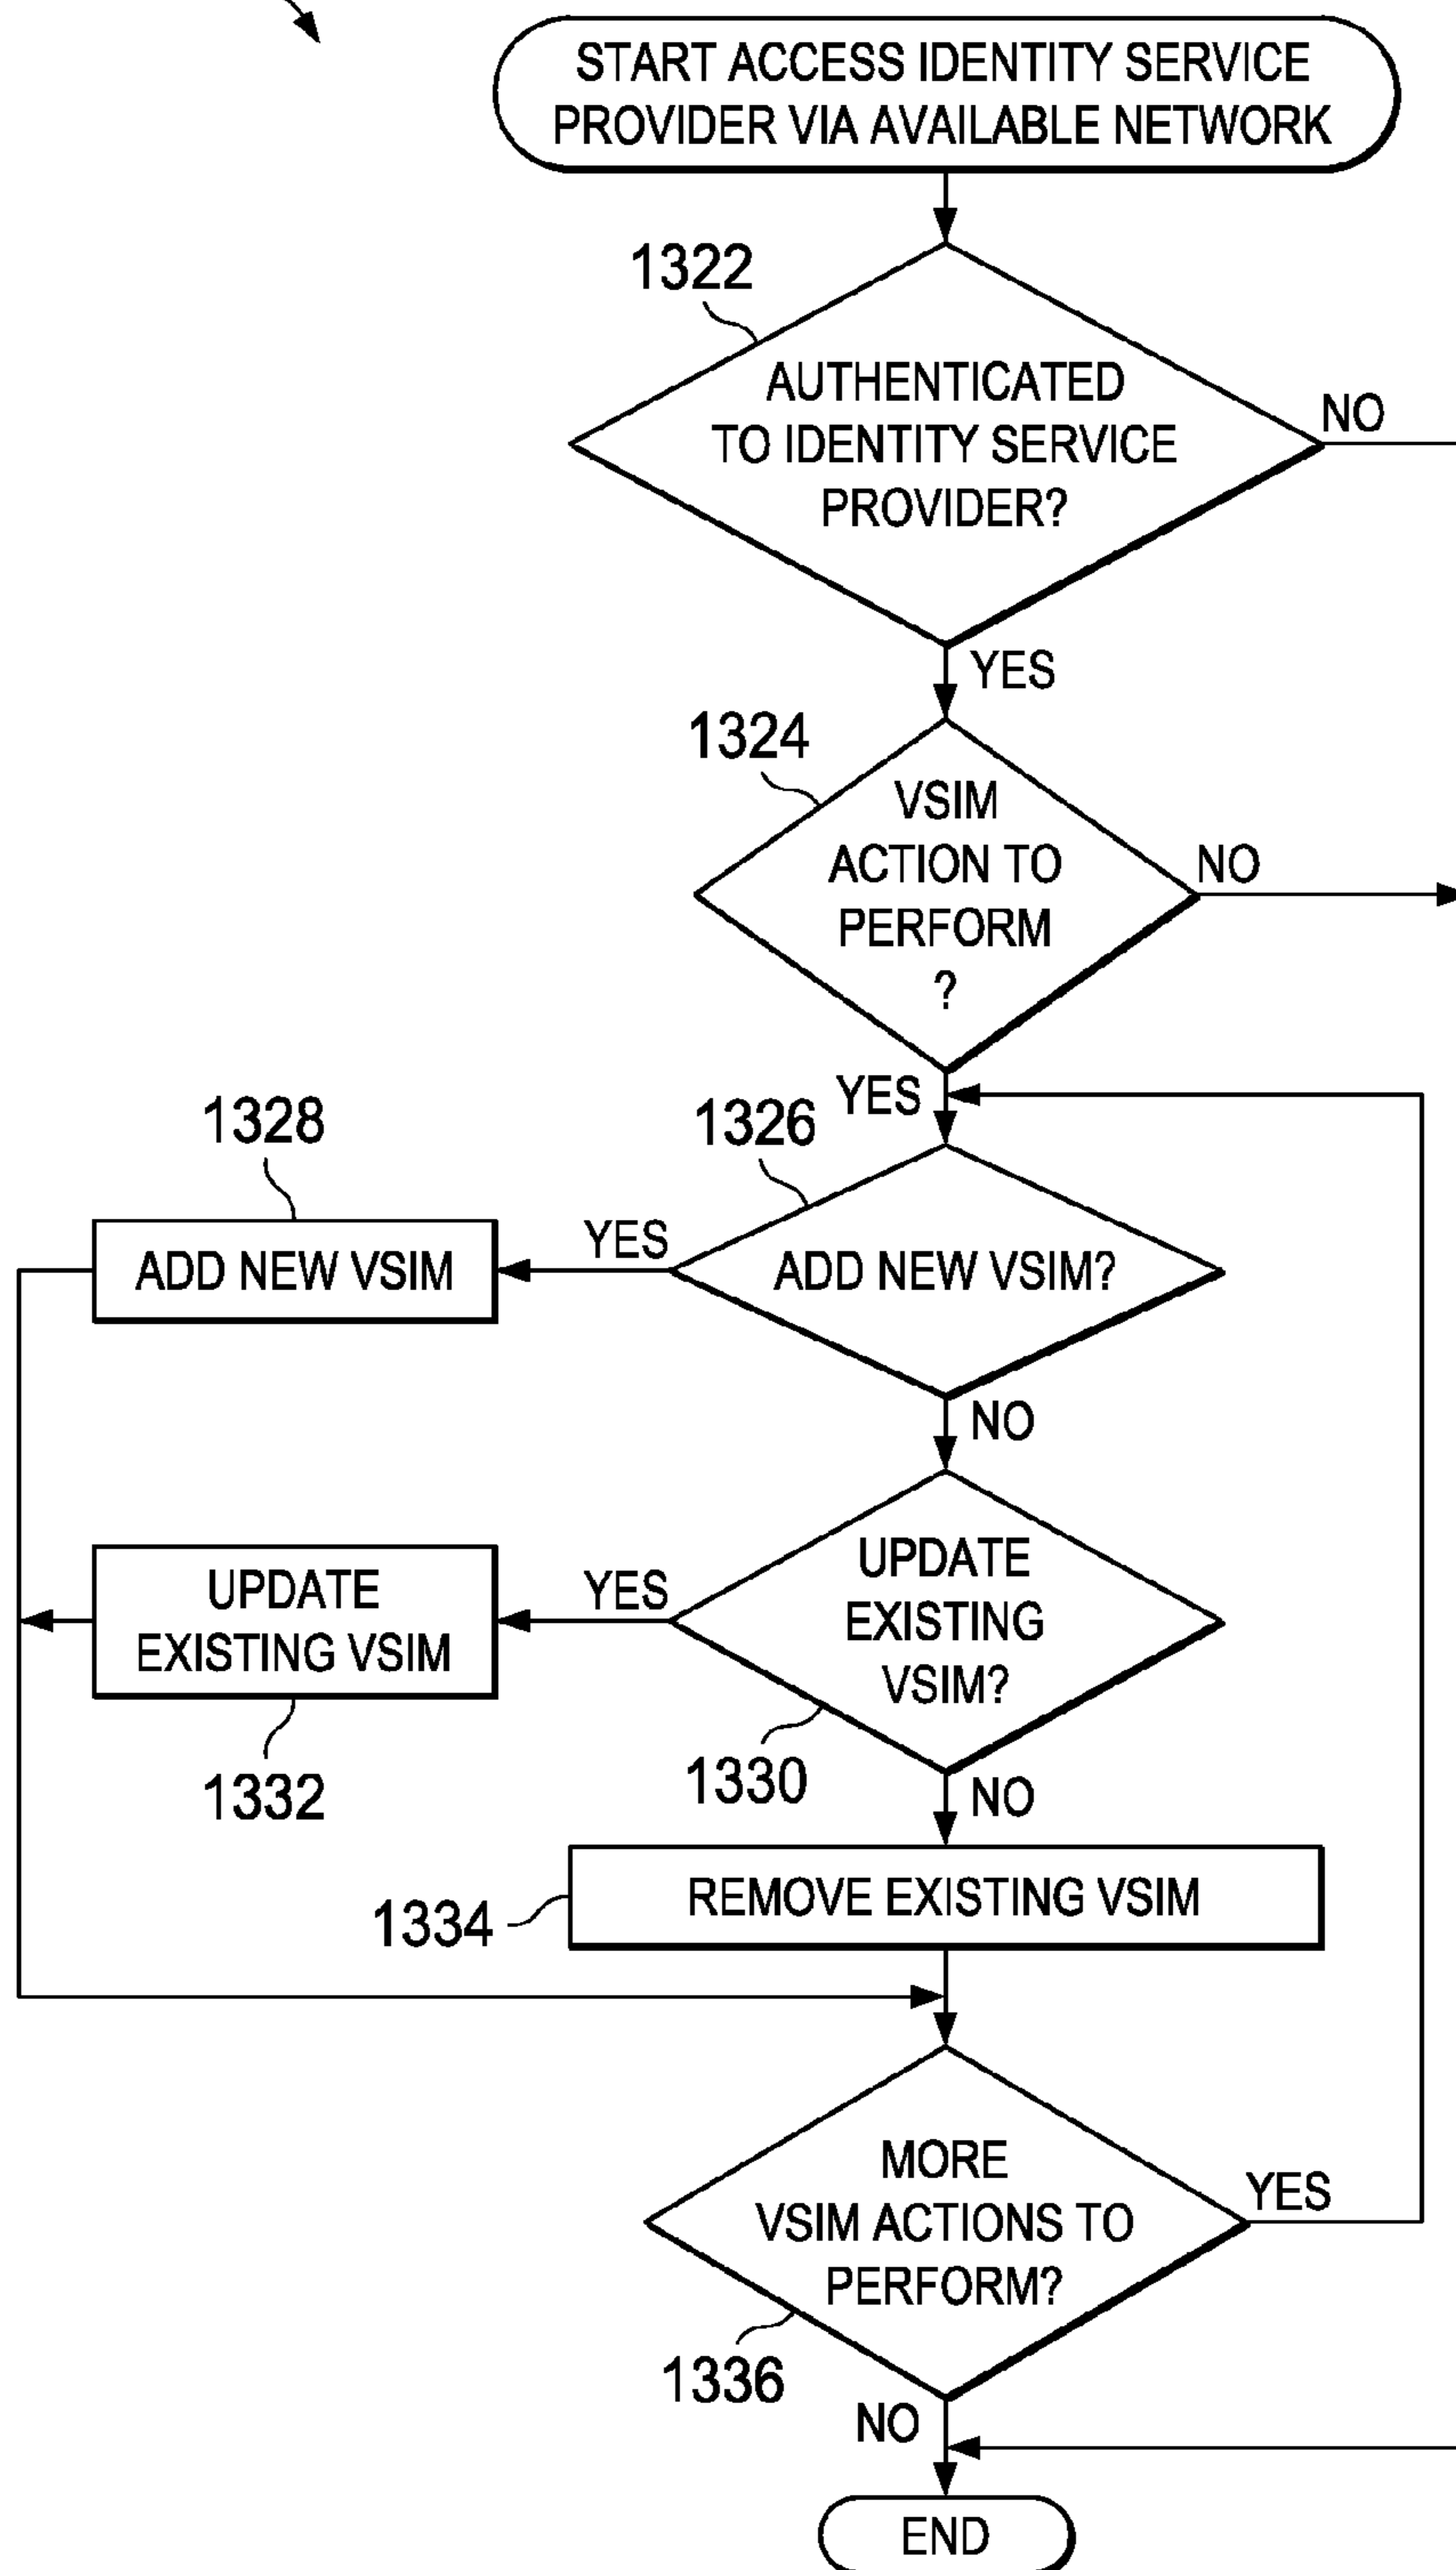 START ACCESS IDENTITY SERVICE
PROVIDER VIA AVAILABLE NETWORK
1322
AUTHENTICATED
TO IDENTITY SERVICE
PROVIDER?
NO
YES
1324
VSIM
ACTION TO
PERFORM
?
NO
YES
1328
1326
ADD NEW VSIM
YES
ADD NEW VSIM?
NO
UPDATE
EXISTING VSIM
YES
UPDATE
EXISTING
VSIM?
1332
1330
NO
1334
REMOVE EXISTING VSIM
MORE
VSIM ACTIONS TO
PERFORM?
YES
1336
NO
END